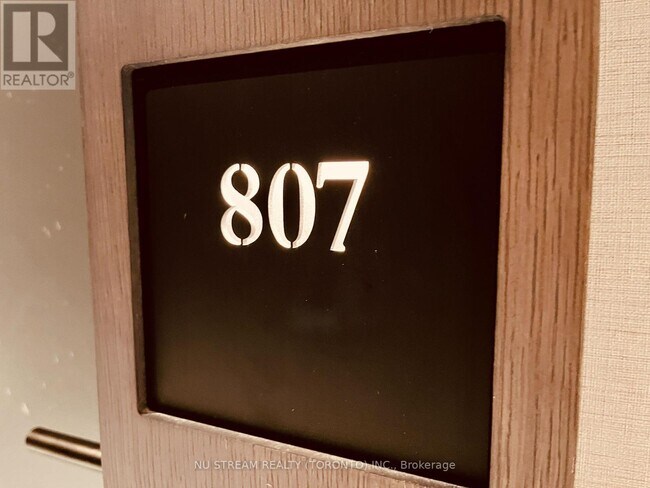 REALTOR®
807
NU STREAM REALTY (TORONTO) INC., Brokerage